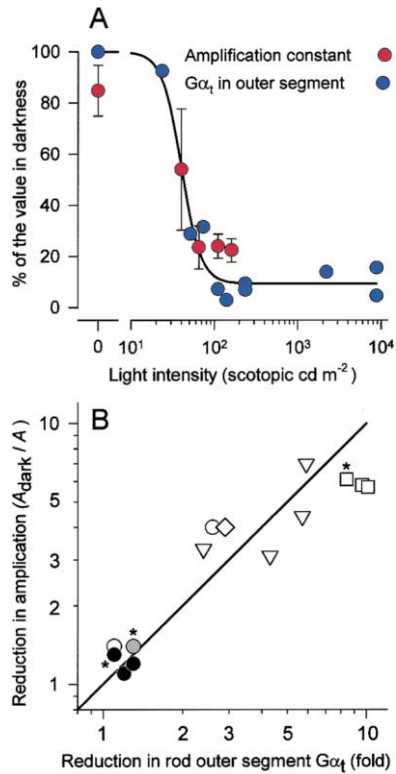 A
100
80
60
40
20
0
% of the value in darkness
Amplification constant
Gαt in outer segment
0 10¹ 10² 10³ 10⁴
Light intensity (scotopic cd m⁻²)
B
10
5
3
2
1
Reduction in amplication (Adark / A)
*
*
*
1 2 3 5 10
Reduction in rod outer segment Gαt (fold)